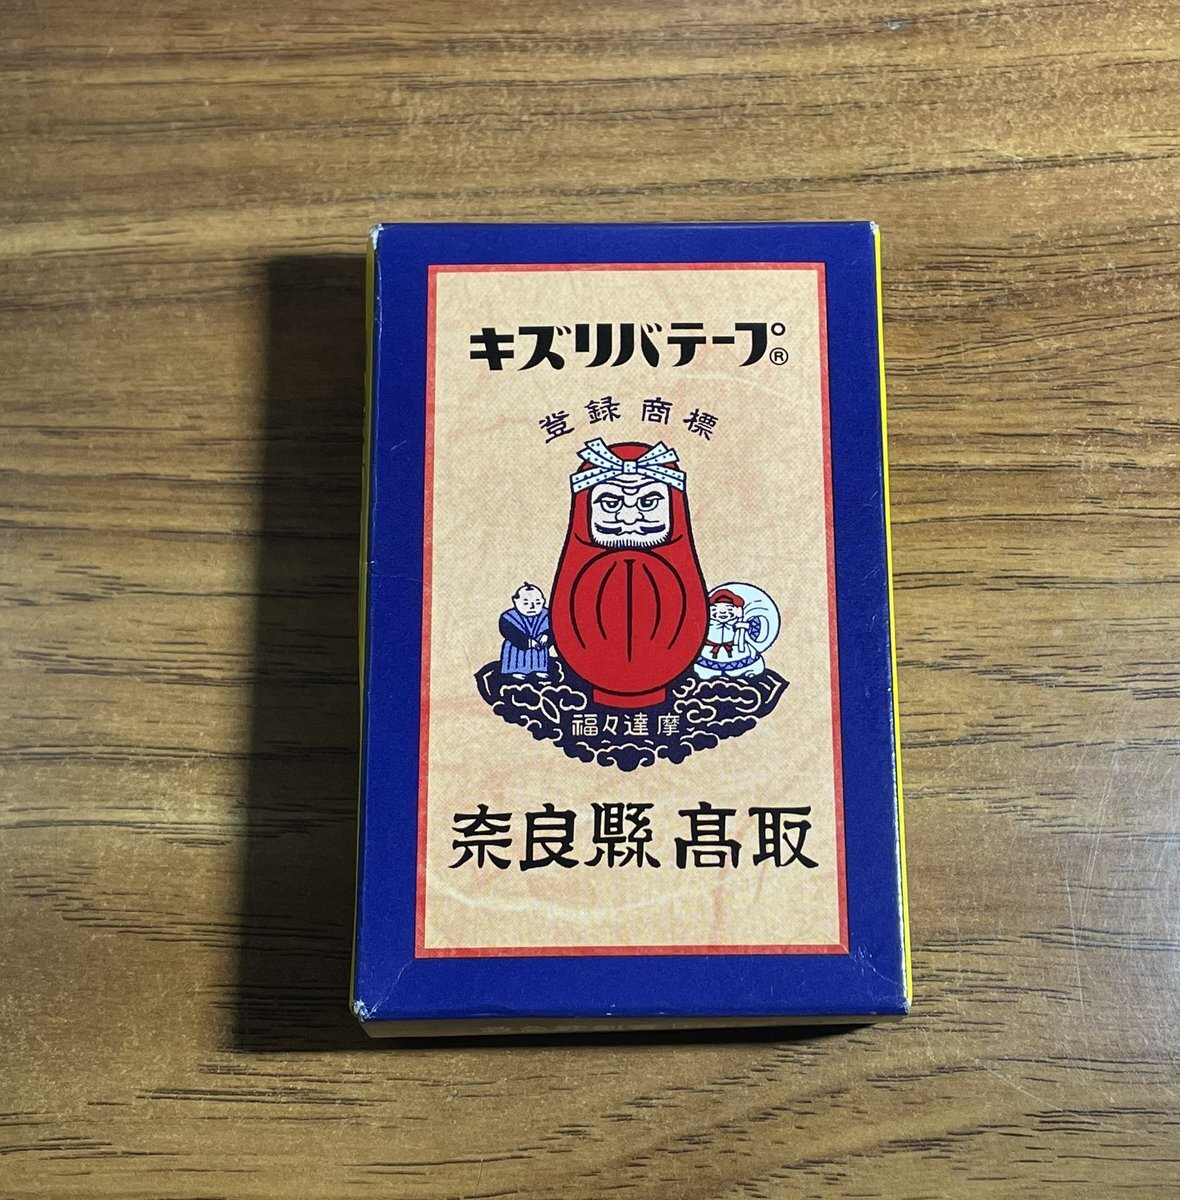 キズリバテープ®
登録商標
福々達摩
奈良縣髙取